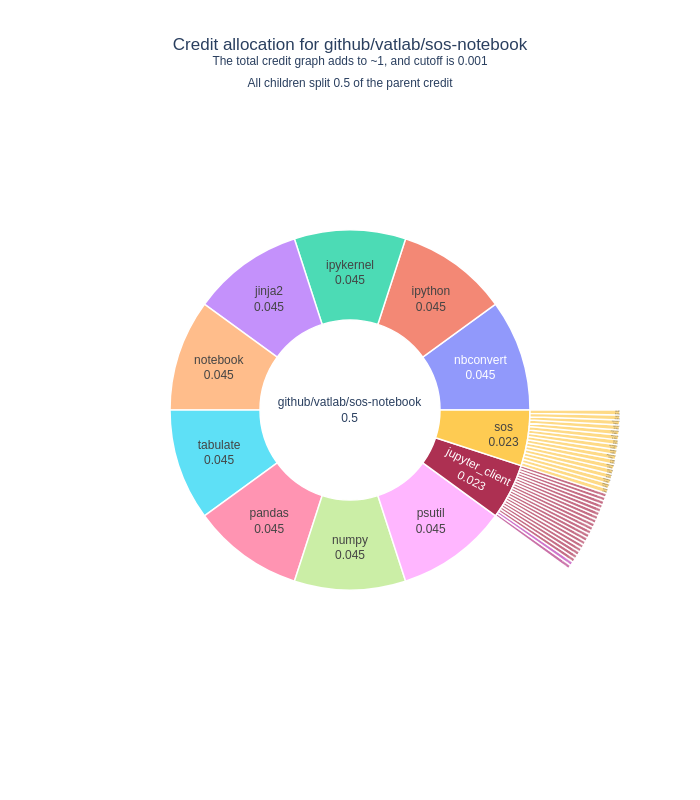 Credit allocation for github/vatlab/sos-notebook
The total credit graph adds to ~1, and cutoff is 0.001
All children split 0.5 of the parent credit
ipykernel
0.045
ipython
0.045
jinja2
0.045
nbconvert
0.045
notebook
0.045
github/vatlab/sos-notebook
0.5
sos
0.023
tabulate
0.045
jupyter_client
0.023
pandas
0.045
psutil
0.045
numpy
0.045